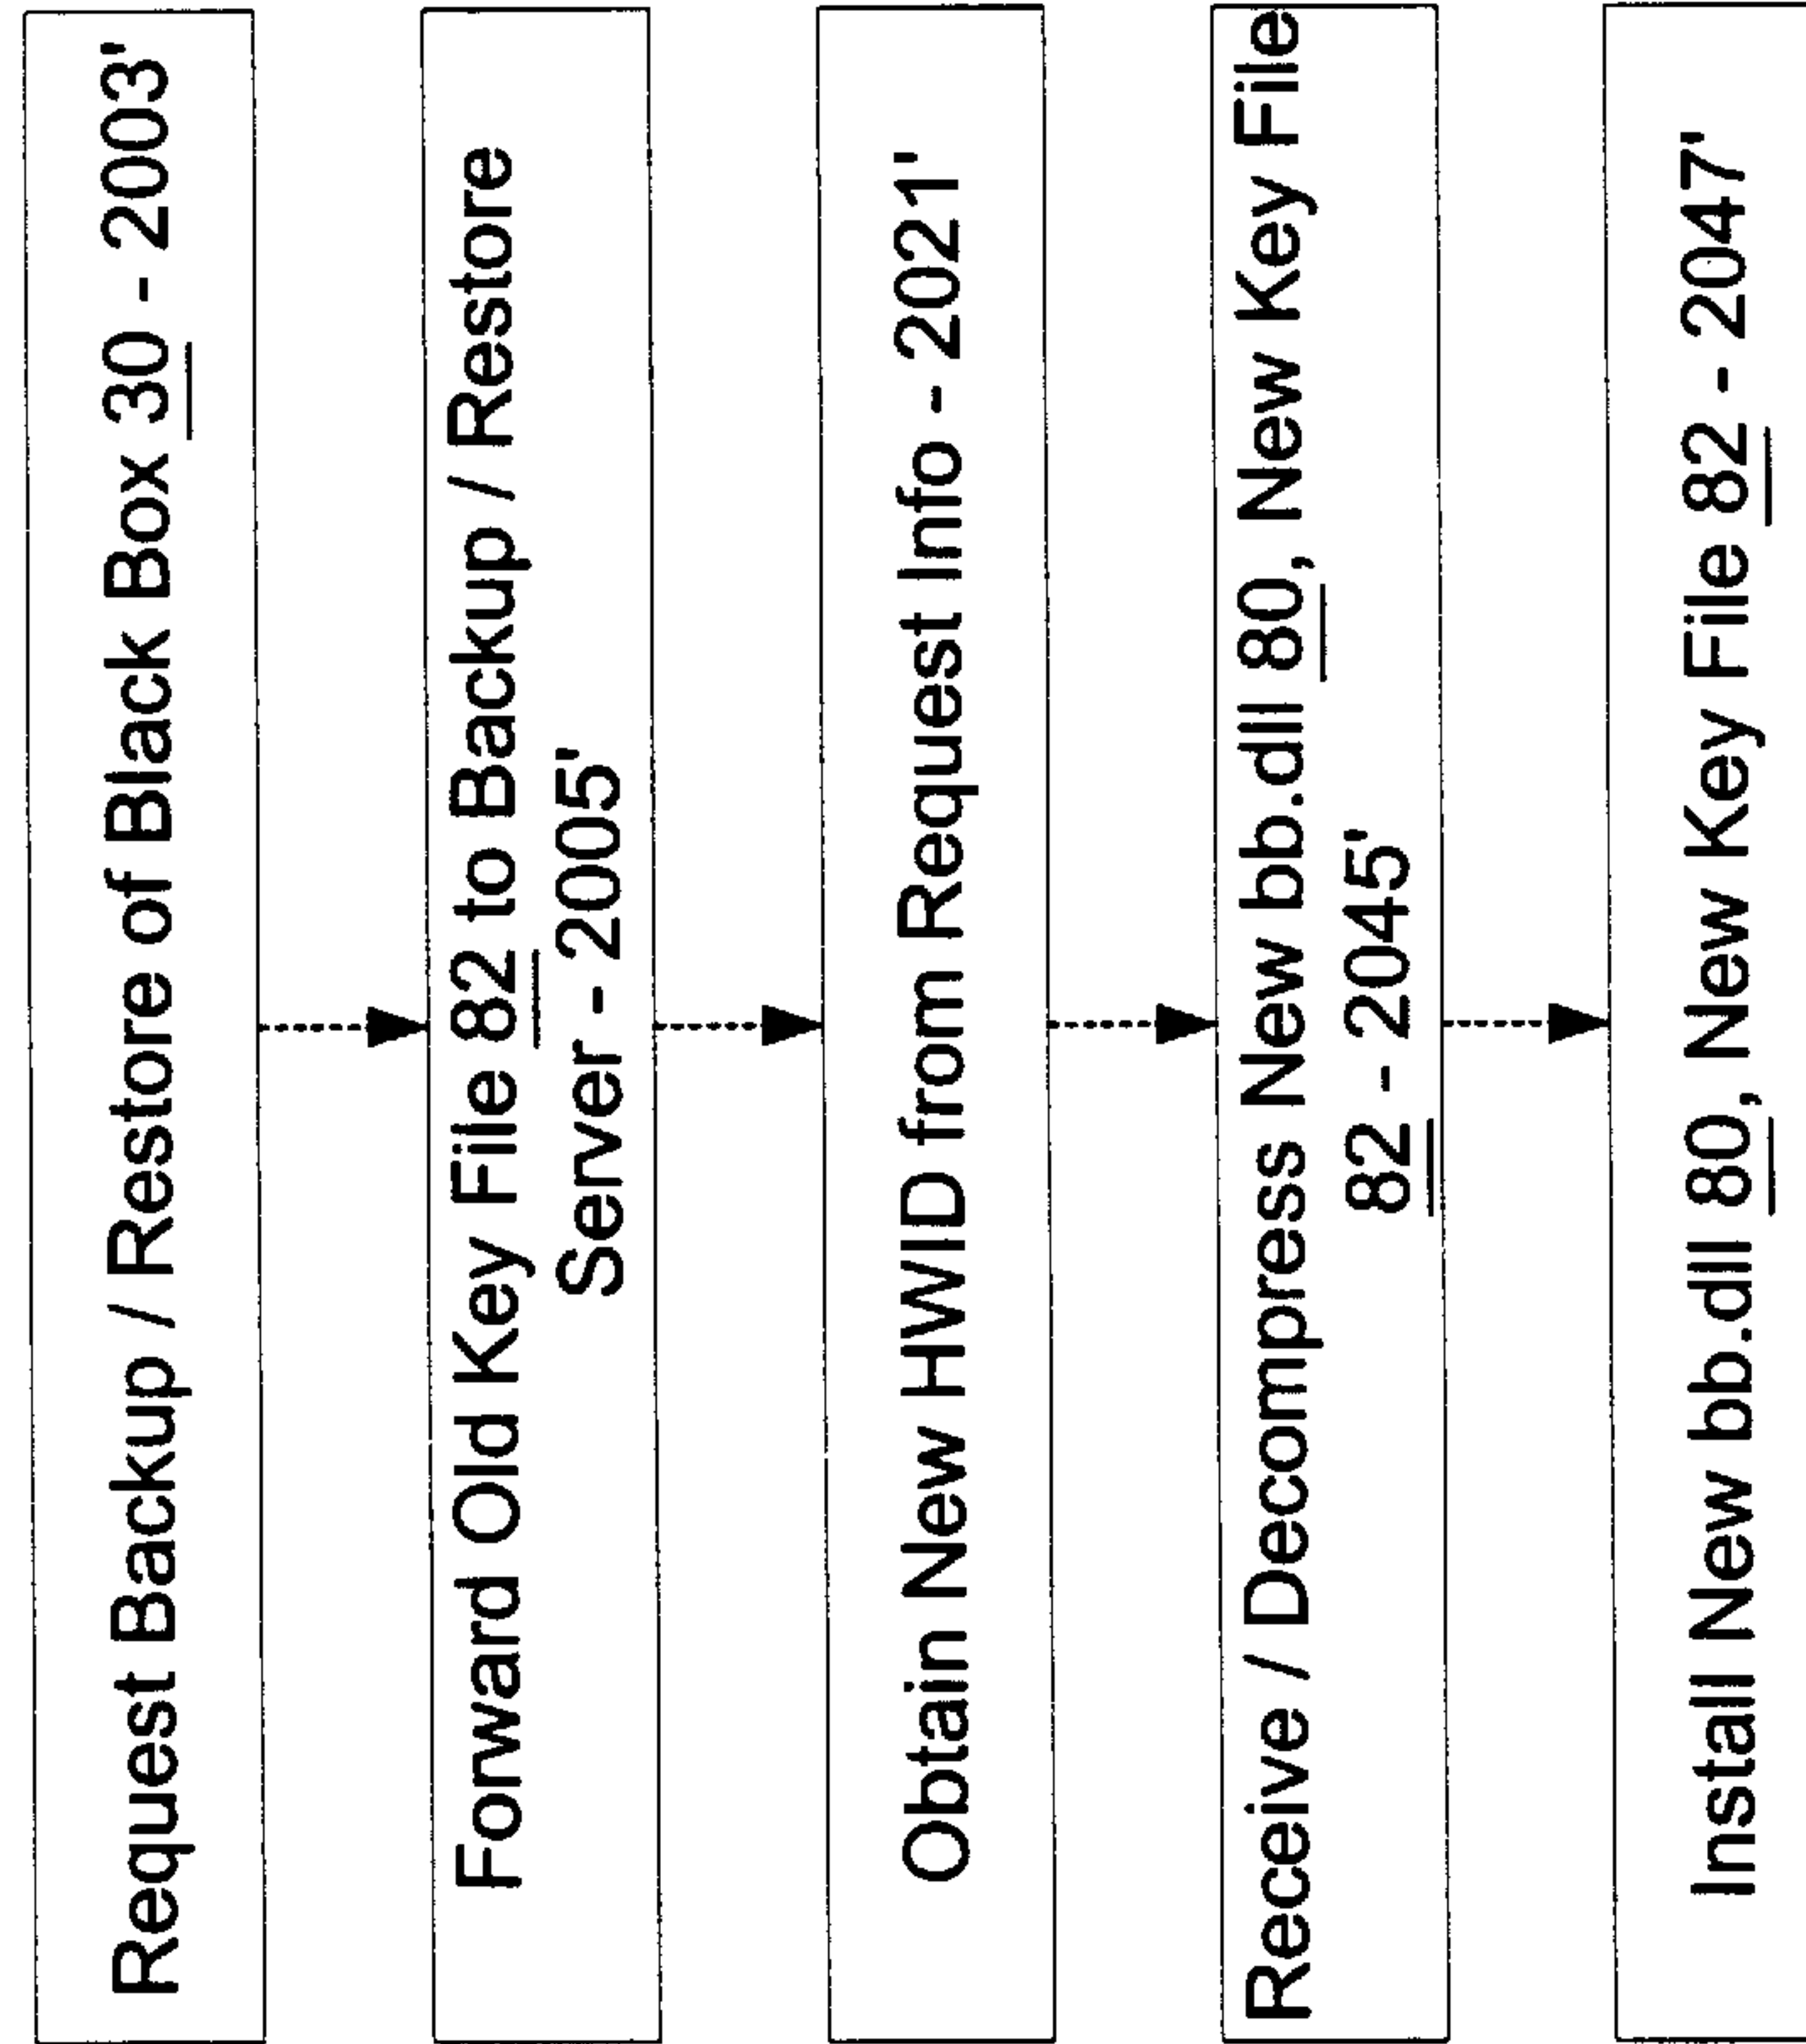 Request Backup / Restore of Black Box 30 - 2003'
Forward Old Key File 82 to Backup / Restore
Server - 2005'
Obtain New HWID from Request Info - 2021'
Receive / Decompress New bb.dll 80, New Key File
82 - 2045'
Install New bb.dll 80, New Key File 82 - 2047'